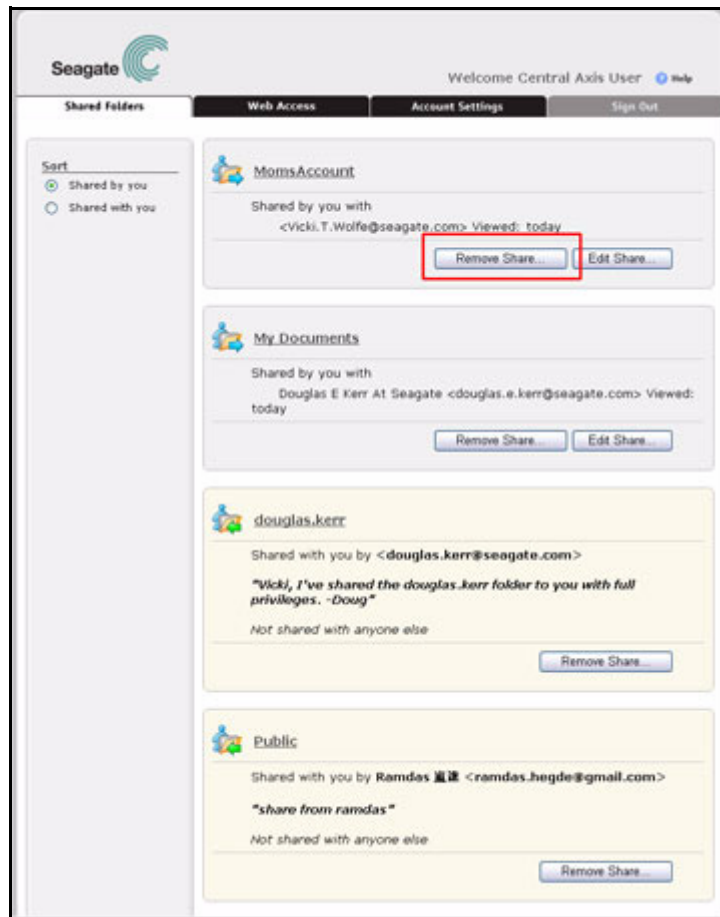 Seagate
Welcome Central Axis User
Help
Shared Folders
Web Access
Account Settings
Sign Out
Sort
Shared by you
Shared with you
MomsAccount
Shared by you with
<Vicki.T.Wolfe@seagate.com> Viewed: today
Remove Share...
Edit Share...
My Documents
Shared by you with
Douglas E Kerr At Seagate <douglas.e.kerr@seagate.com> Viewed:
today
Remove Share...
Edit Share...
douglas.kerr
Shared with you by <douglas.kerr@seagate.com>
"Vicki, I've shared the douglas.kerr folder to you with full
privileges. -Doug"
Not shared with anyone else
Remove Share...
Public
Shared with you by Ramdas <ramdas.hegde@gmail.com>
"share from ramdas"
Not shared with anyone else
Remove Share...